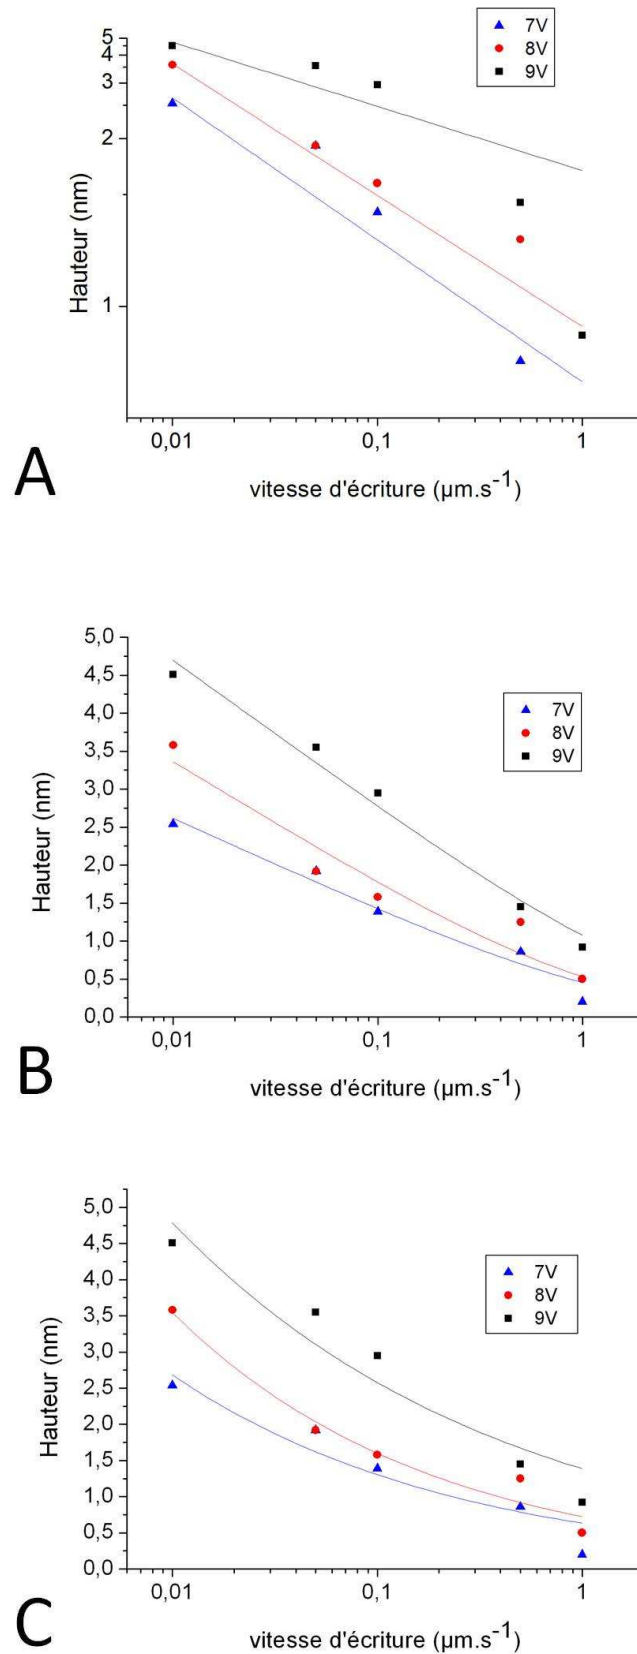 5
4
3
2
1
Hauteur (nm)
7V
8V
9V
0,01
0,1
1
vitesse d'écriture (µm.s⁻¹)
A
5,0
4,5
4,0
3,5
3,0
2,5
2,0
1,5
1,0
0,5
0,0
Hauteur (nm)
7V
8V
9V
0,01
0,1
1
vitesse d'écriture (µm.s⁻¹)
B
5,0
4,5
4,0
3,5
3,0
2,5
2,0
1,5
1,0
0,5
0,0
Hauteur (nm)
7V
8V
9V
0,01
0,1
1
vitesse d'écriture (µm.s⁻¹)
C